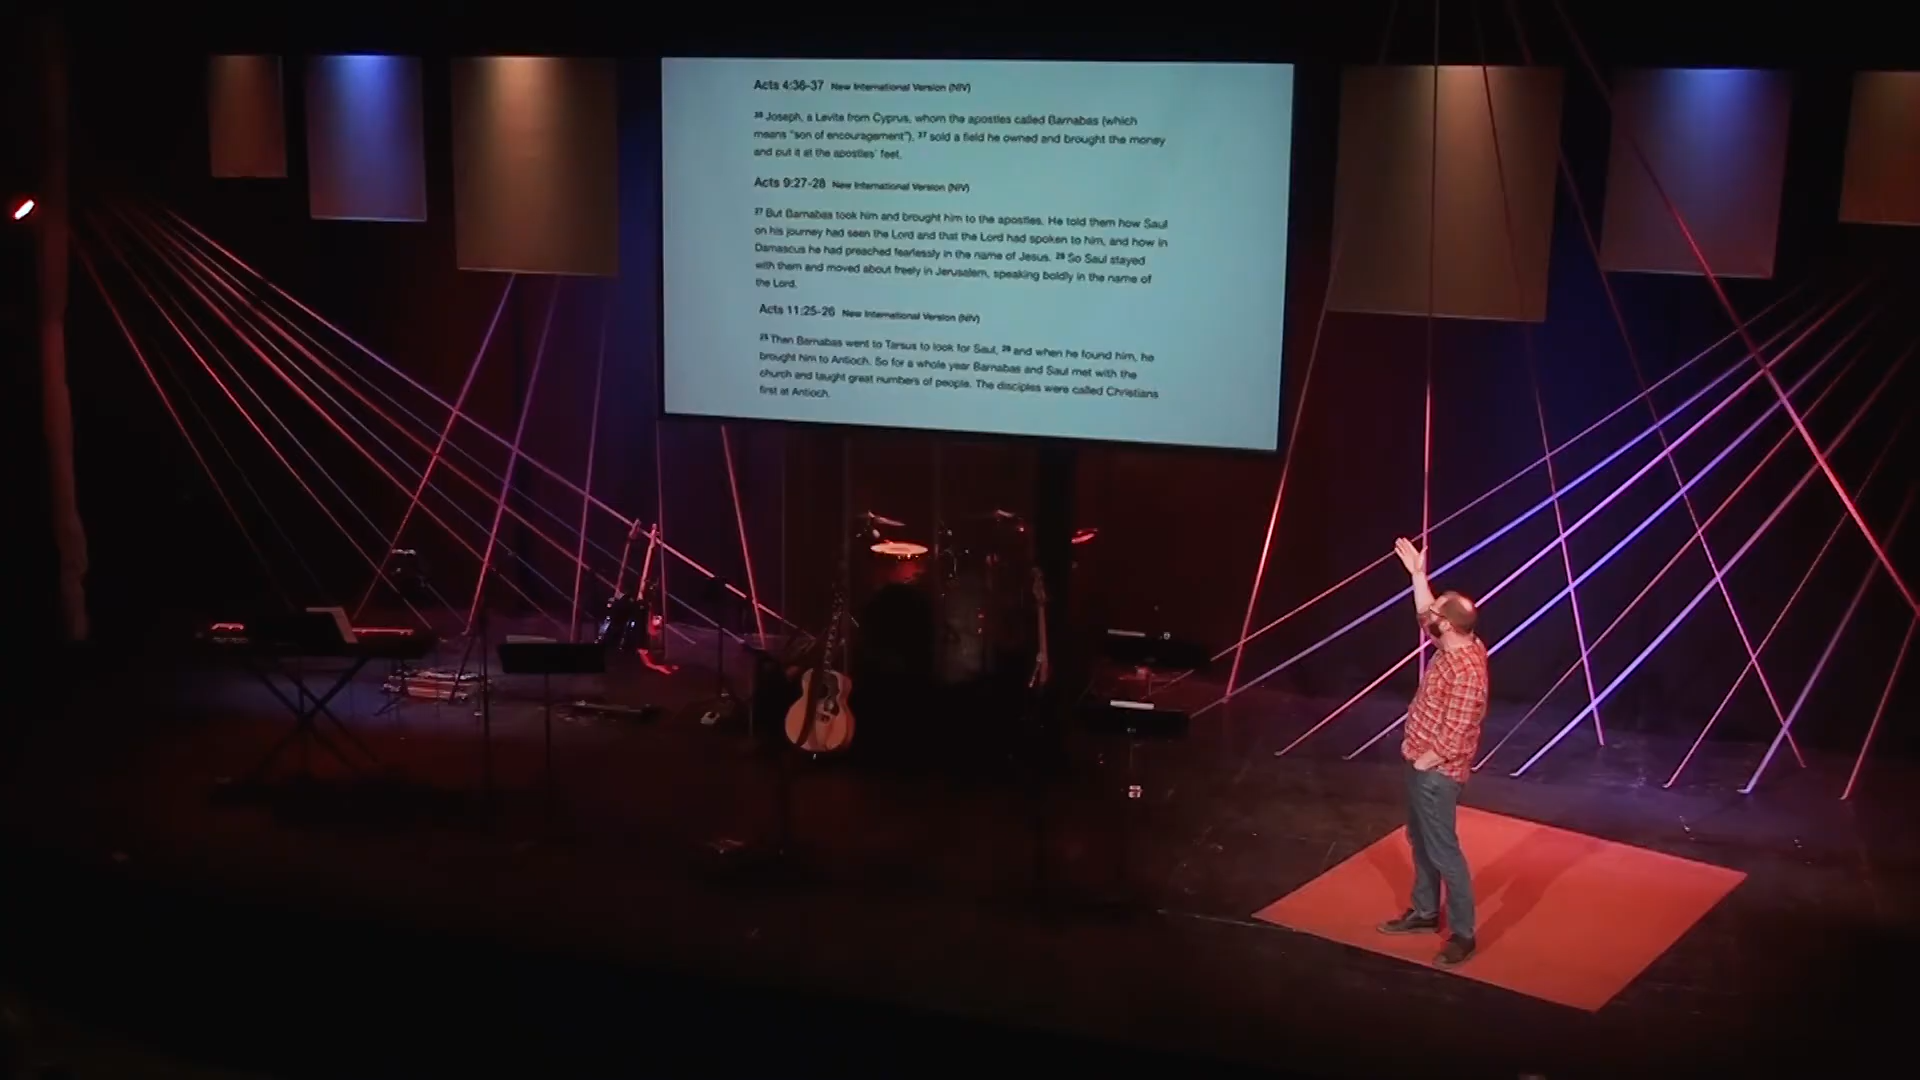 Acts 4:36-37 New International Version (NIV)
36 Joseph, a Levite from Cyprus, whom the apostles called Barnabas (which
means "son of encouragement"), 37 sold a field he owned and brought the money
and put it at the apostles' feet.
Acts 9:27-28 New International Version (NIV)
27 But Barnabas took him and brought him to the apostles. He told them how Saul
on his journey had seen the Lord and that the Lord had spoken to him, and how in
Damascus he had preached fearlessly in the name of Jesus. 28 So Saul stayed
with them and moved about freely in Jerusalem, speaking boldly in the name of
the Lord.
Acts 11:25-26 New International Version (NIV)
25 Then Barnabas went to Tarsus to look for Saul, 26 and when he found him, he
brought him to Antioch. So for a whole year Barnabas and Saul met with the
church and taught great numbers of people. The disciples were called Christians
first at Antioch.